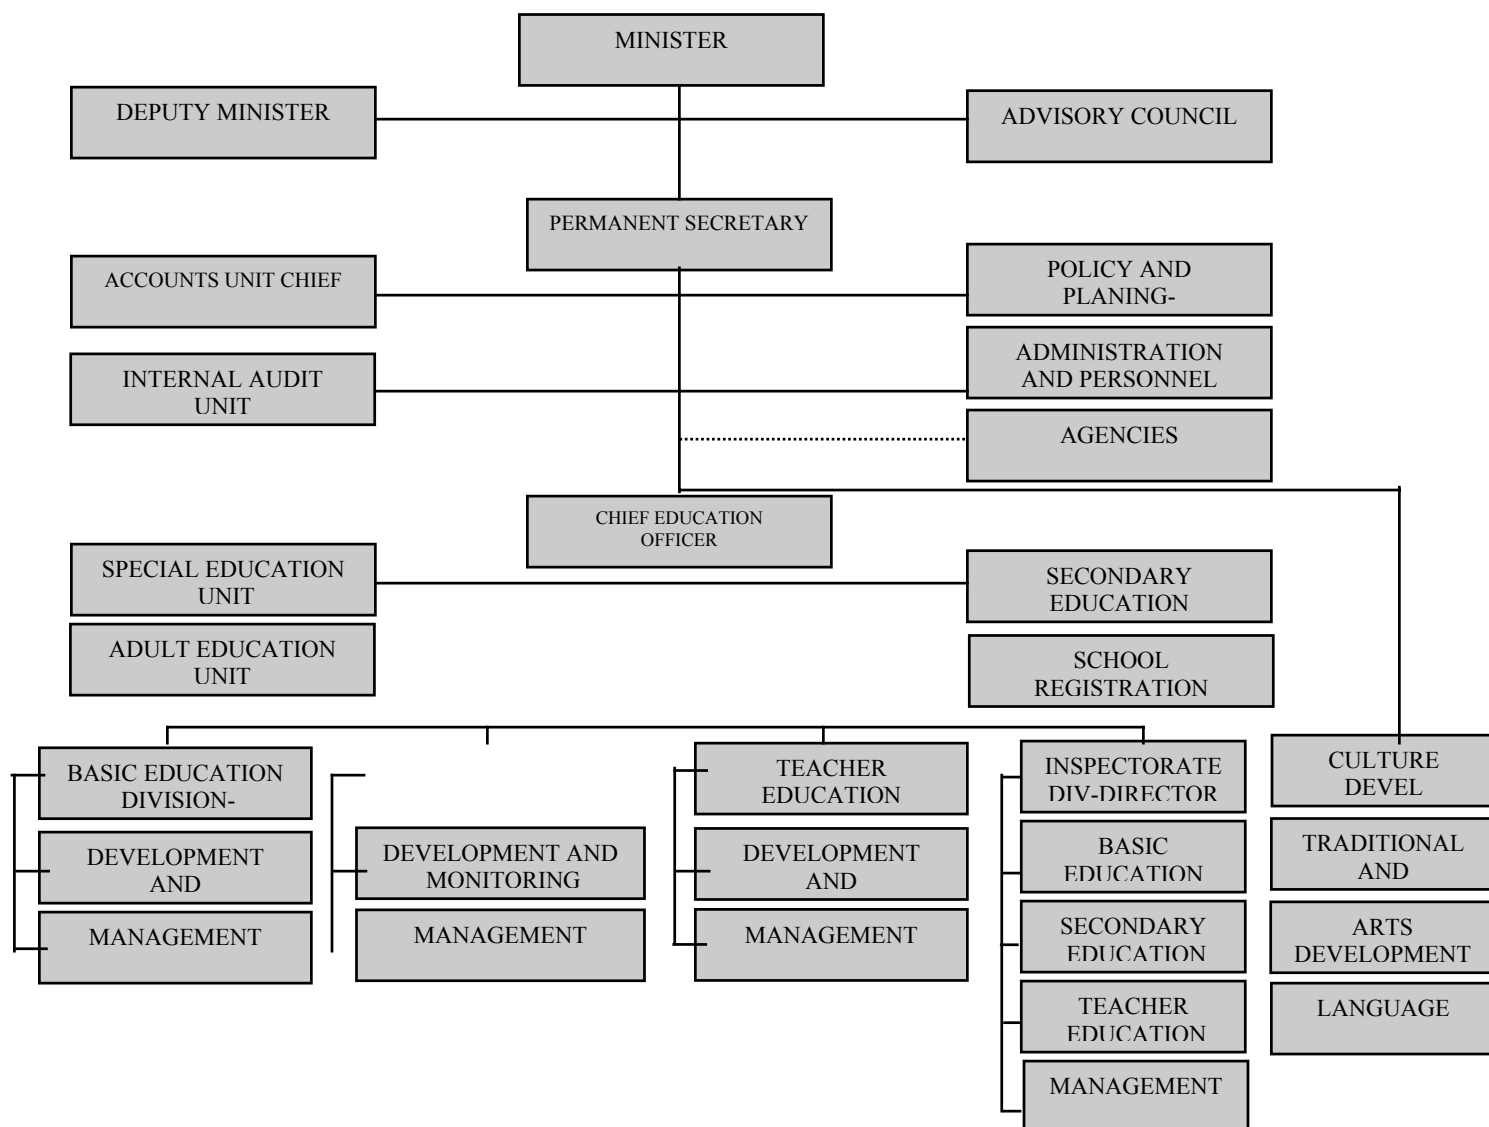 MINISTER
DEPUTY MINISTER
ADVISORY COUNCIL
PERMANENT SECRETARY
ACCOUNTS UNIT CHIEF
POLICY AND
PLANING-
INTERNAL AUDIT
UNIT
ADMINISTRATION
AND PERSONNEL
AGENCIES
CHIEF EDUCATION
OFFICER
SPECIAL EDUCATION
UNIT
SECONDARY
EDUCATION
ADULT EDUCATION
UNIT
SCHOOL
REGISTRATION
BASIC EDUCATION
DIVISION-
DEVELOPMENT
AND
MANAGEMENT
DEVELOPMENT AND
MONITORING
MANAGEMENT
TEACHER
EDUCATION
DEVELOPMENT
AND
MANAGEMENT
INSPECTORATE
DIV-DIRECTOR
BASIC
EDUCATION
SECONDARY
EDUCATION
TEACHER
EDUCATION
MANAGEMENT
CULTURE
DEVEL
TRADITIONAL
AND
ARTS
DEVELOPMENT
LANGUAGE